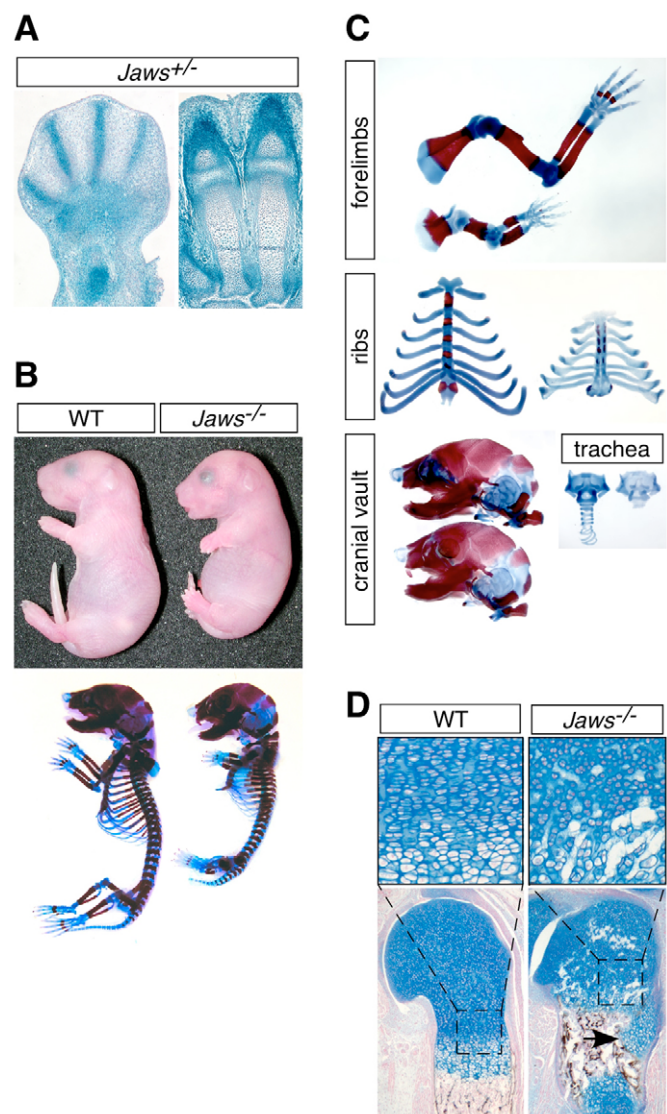 A
Jaws+/-
B
WT
Jaws-/-
C
forelimbs
ribs
cranial vault
trachea
D
WT
Jaws-/-